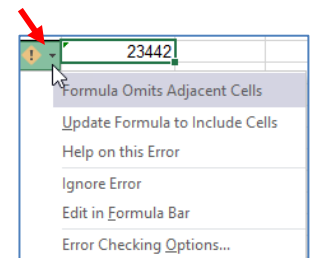 23442
Formula Omits Adjacent Cells
Update Formula to Include Cells
Help on this Error
Ignore Error
Edit in Formula Bar
Error Checking Options...